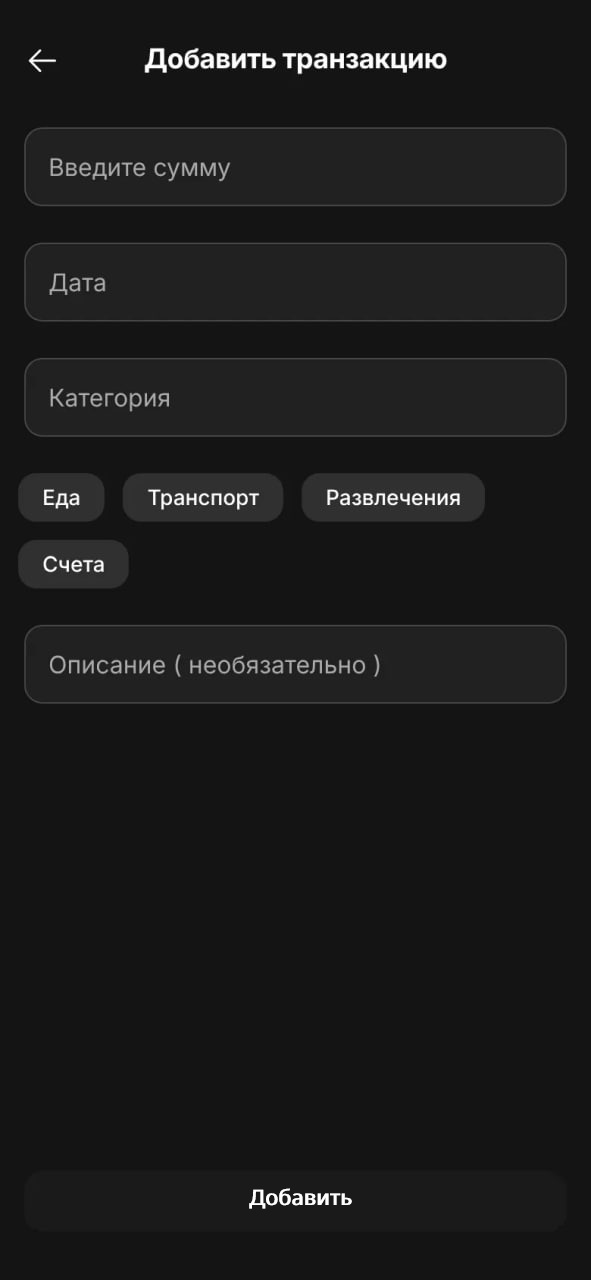 Добавить транзакцию
Введите сумму
Дата
Категория
Еда Транспорт Развлечения
Счета
Описание ( необязательно )
Добавить